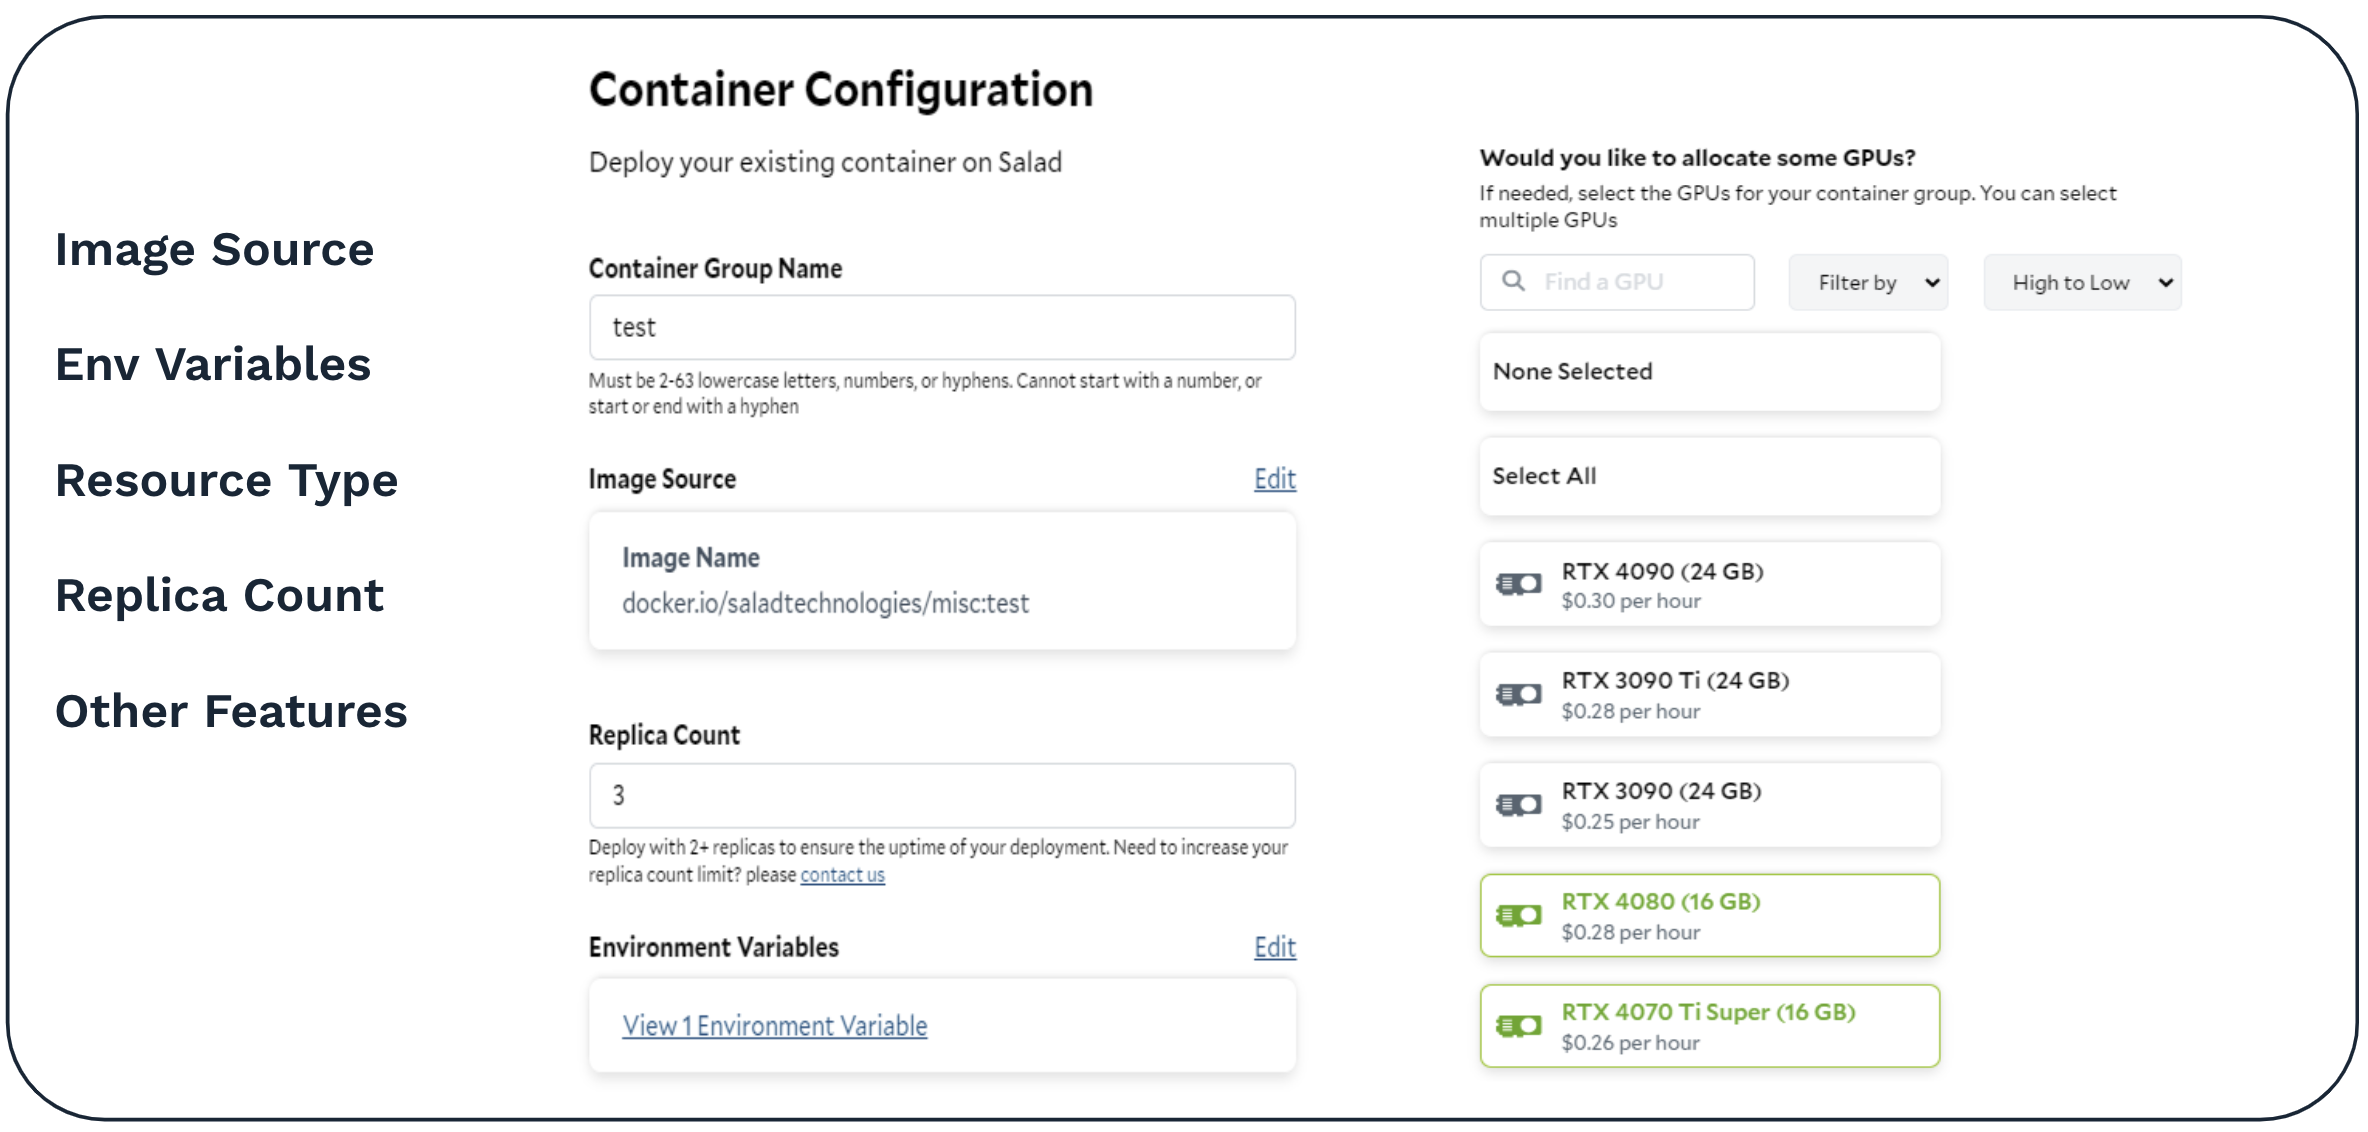 Image Source
Env Variables
Resource Type
Replica Count
Other Features
Container Configuration
Deploy your existing container on Salad
Container Group Name
test
Must be 2-63 lowercase letters, numbers, or hyphens. Cannot start with a number, or
start or end with a hyphen
Image Source
Edit
Image Name
docker.io/saladtechnologies/misc:test
Replica Count
3
Deploy with 2+ replicas to ensure the uptime of your deployment. Need to increase your
replica count limit? please contact us
Environment Variables
Edit
View 1 Environment Variable
Would you like to allocate some GPUs?
If needed, select the GPUs for your container group. You can select
multiple GPUs
Find a GPU
Filter by
High to Low
None Selected
Select All
RTX 4090 (24 GB)
$0.30 per hour
RTX 3090 Ti (24 GB)
$0.28 per hour
RTX 3090 (24 GB)
$0.25 per hour
RTX 4080 (16 GB)
$0.28 per hour
RTX 4070 Ti Super (16 GB)
$0.26 per hour